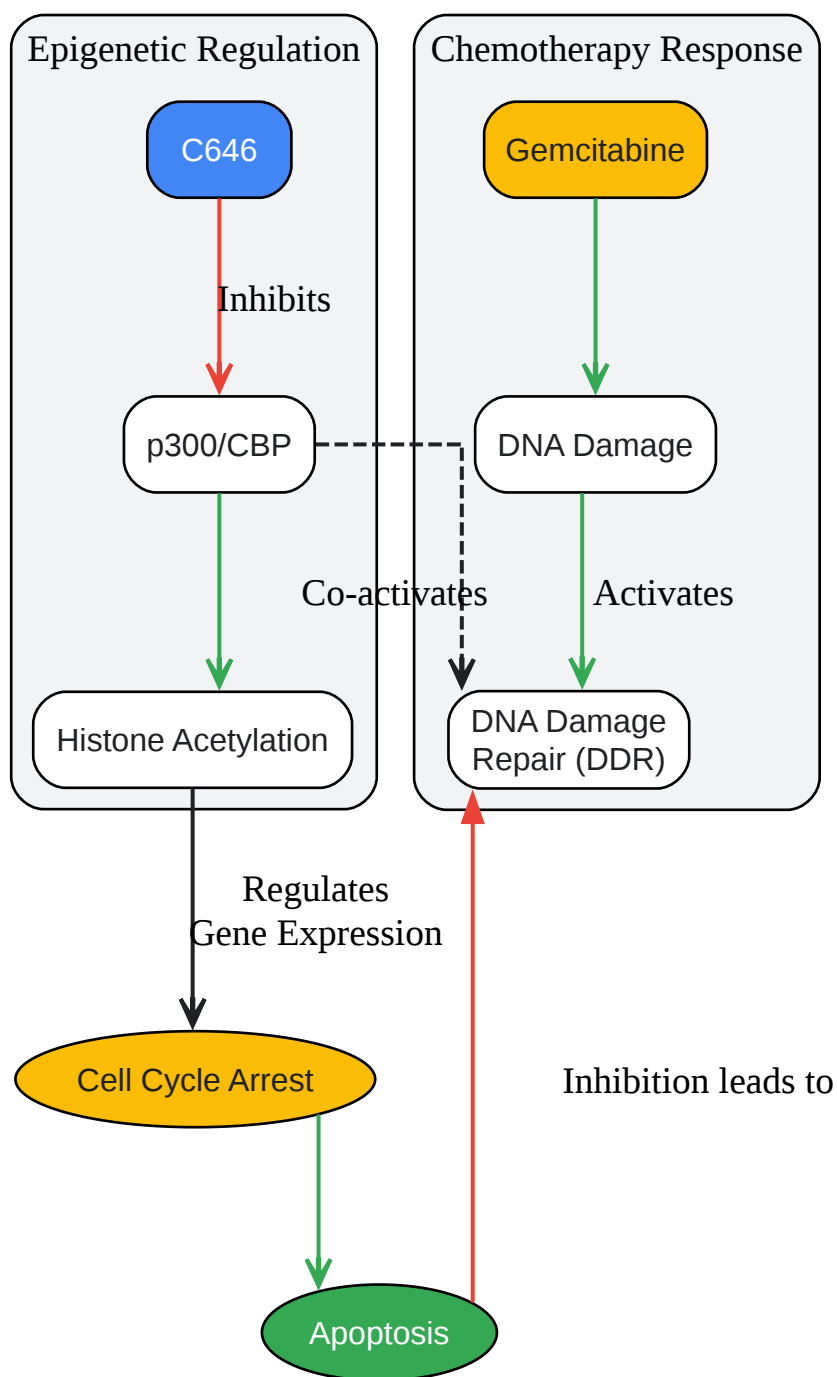 Epigenetic Regulation
Chemotherapy Response
C646
Gemcitabine
Inhibits
p300/CBP
DNA Damage
Co-activates
Activates
Histone Acetylation
DNA Damage
Repair (DDR)
Regulates
Gene Expression
Cell Cycle Arrest
Inhibition leads to
Apoptosis